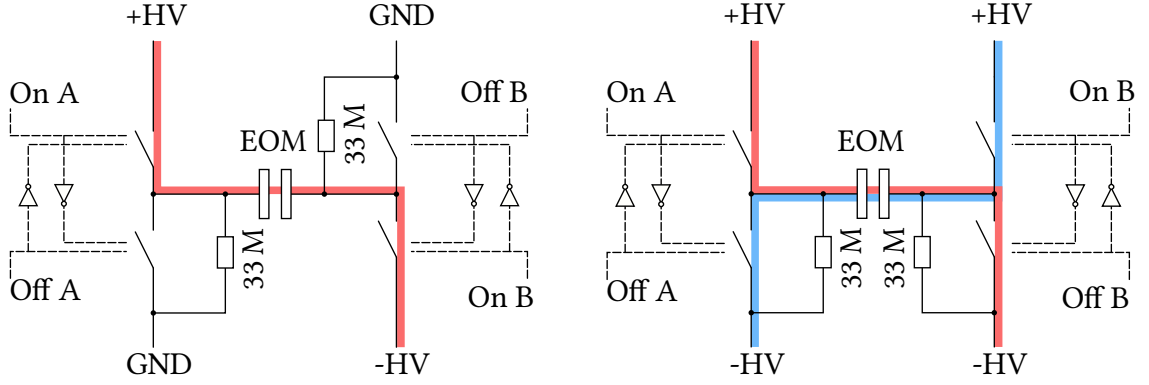 +HV
GND
On A
Off B
EOM
33 M
33 M
Off A
On B
GND
-HV
+HV
+HV
On A
On B
EOM
33 M
33 M
Off A
Off B
-HV
-HV